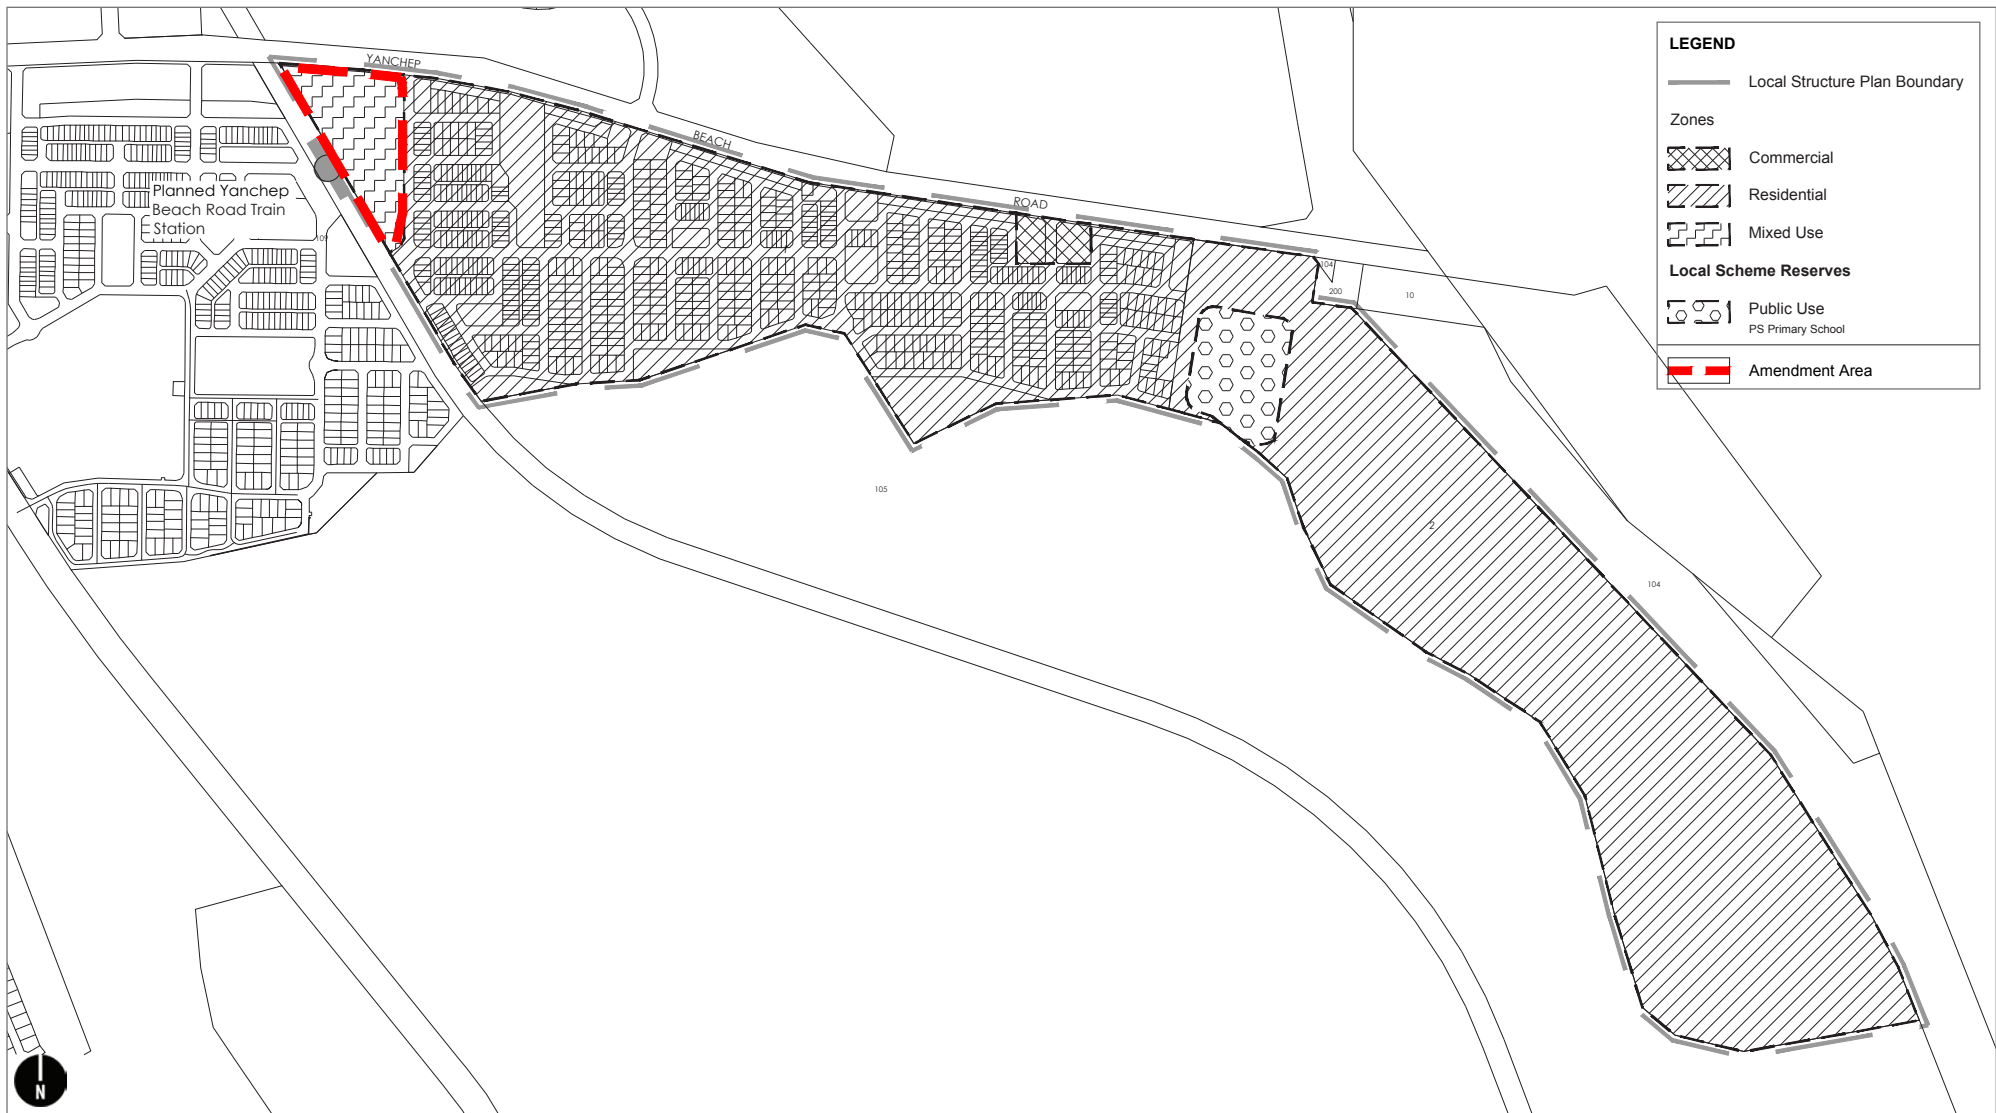 YANCHEP
BEACH
ROAD
Planned Yanchep
Beach Road Train
Station
109
104
200
10
105
2
104
N
LEGEND
Local Structure Plan Boundary
Zones
Commercial
Residential
Mixed Use
Local Scheme Reserves
Public Use
PS Primary School
Amendment Area